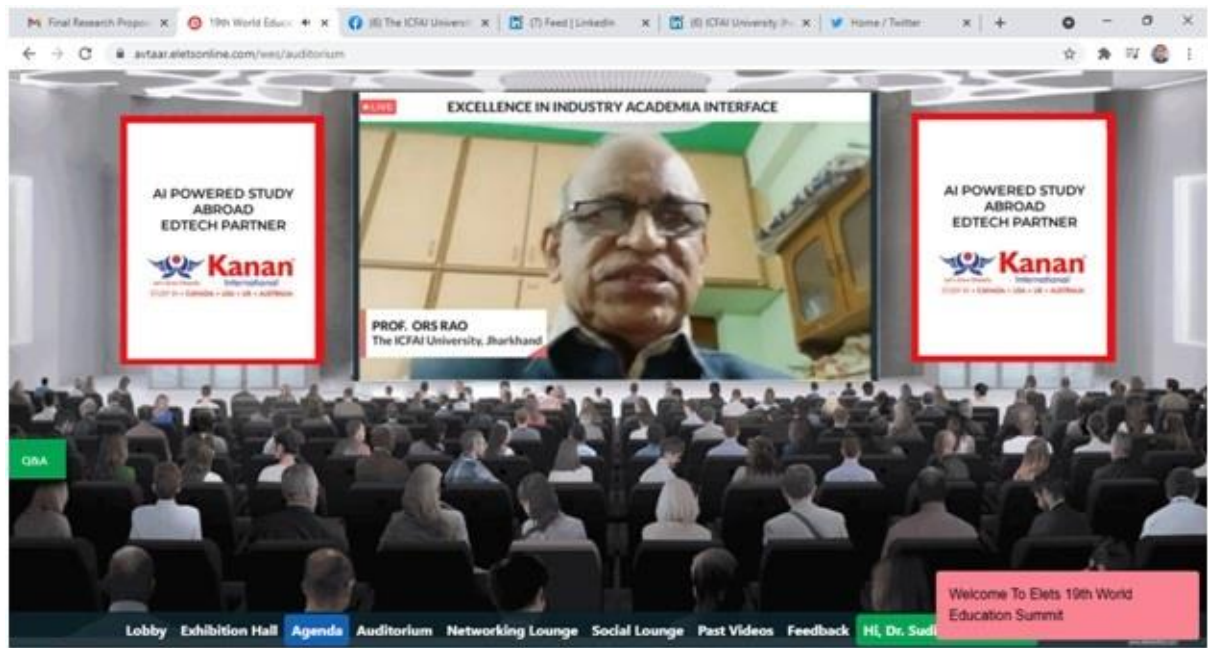 Final Research Propos
19th World Educ
(6) The ICFAI Universit
(7) Feed | LinkedIn
(6) ICFAI University Jh
Home / Twitter
avtaar.eletsonline.com/wes/auditorium
LIVE
EXCELLENCE IN INDUSTRY ACADEMIA INTERFACE
AI POWERED STUDY
ABROAD
EDTECH PARTNER
Kanan
International
PROF. ORS RAO
The ICFAI University, Jharkhand
AI POWERED STUDY
ABROAD
EDTECH PARTNER
Kanan
International
Q&A
Welcome To Elets 19th World
Education Summit
Lobby Exhibition Hall Agenda Auditorium Networking Lounge Social Lounge Past Videos Feedback Hi, Dr. Sudi